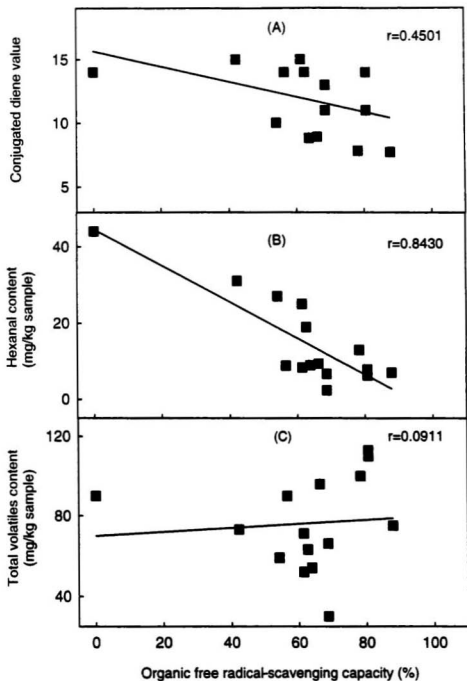 (A)
r=0.4501
Conjugated diene value
15
10
5
(B)
r=0.8430
Hexanal content
(mg/kg sample)
40
20
0
(C)
r=0.0911
Total volatiles content
(mg/kg sample)
120
80
40
0 20 40 60 80 100
Organic free radical-scavenging capacity (%)